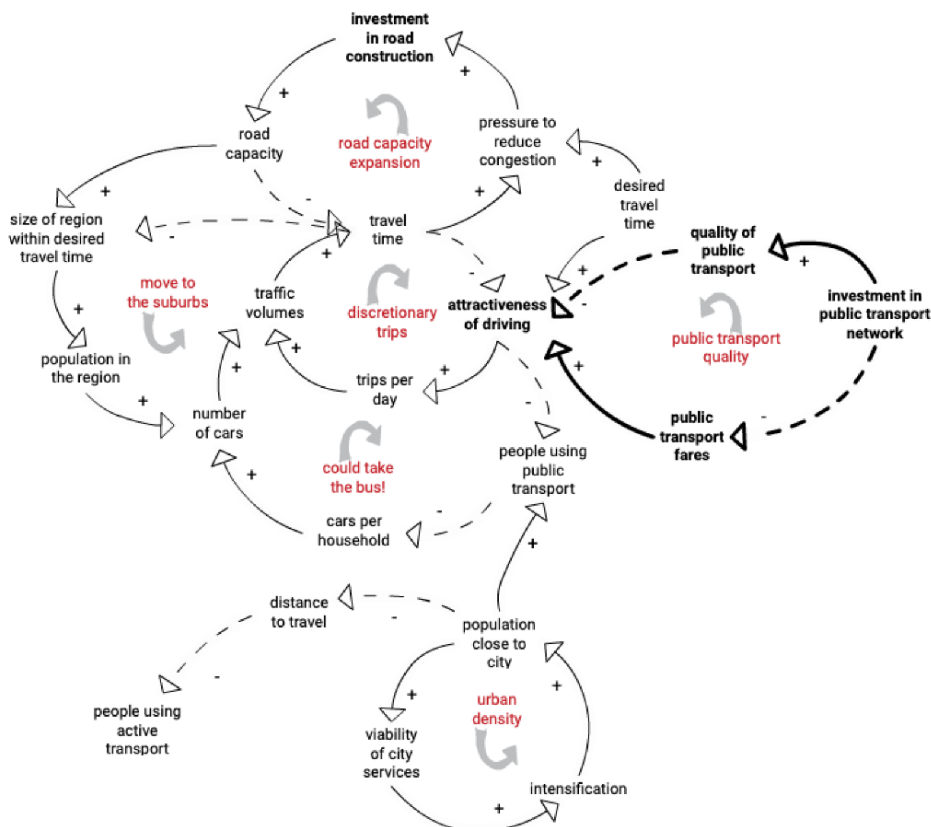 investment
in road
construction
+
+
road
capacity
road capacity
expansion
pressure to
reduce
congestion
+
+
-
+
desired
travel
time
size of region
within desired
travel time
-
travel
time
quality of
public
transport
+
-
+
+
move to
the suburbs
traffic
volumes
discretionary
trips
attractiveness
of driving
-
investment in
public transport
network
+
public transport
quality
population in
the region
+
+
+
+
trips per
day
-
+
number
of cars
public
transport
fares
-
could take
the bus!
people using
public
transport
+
cars per
household
-
+
distance
to travel
-
population
close to
city
-
people using
active
transport
+
urban
density
+
viability
of city
services
intensification
+